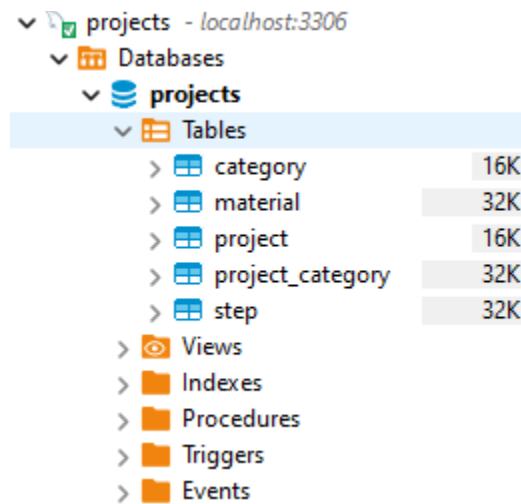 projects - localhost:3306
Databases
projects
Tables
category 16K
material 32K
project 16K
project_category 32K
step 32K
Views
Indexes
Procedures
Triggers
Events